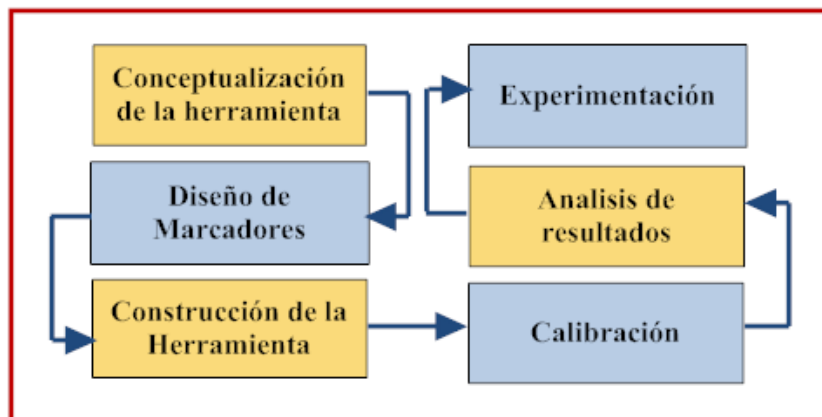 Conceptualización
de la herramienta
Diseño de
Marcadores
Construcción de la
Herramienta
Calibración
Analisis de
resultados
Experimentación